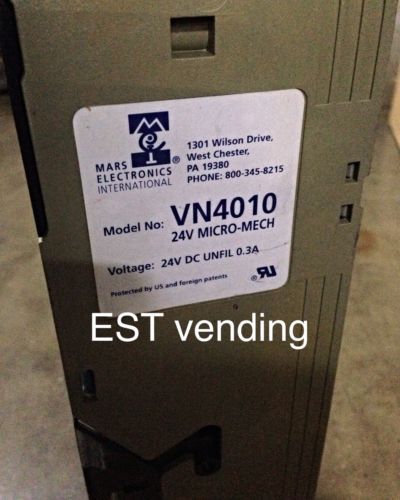 MEI
MARS
ELECTRONICS
INTERNATIONAL
®
1301 Wilson Drive,
West Chester,
PA 19380
PHONE: 800-345-8215
Model No: VN4010
24V MICRO-MECH
Voltage: 24V DC UNFIL 0.3A
Protected by US and foreign patents
EST vending